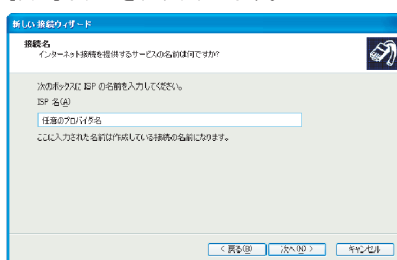 新しい接続ウィザード
接続名
インターネット接続を提供するサービスの名前は何ですか?
次のボックスに ISP の名前を入力してください。
ISP 名(A)
任意のプロバイダ名
ここに入力された名前は作成している接続の名前になります。
< 戻る(B)
次へ(N) >
キャンセル